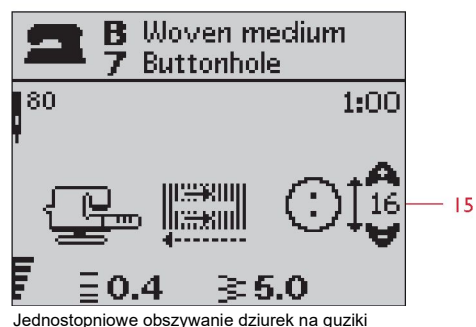 B Woven medium
7 Buttonhole
80 1:00
16 15
0.4 5.0
Jednostopniowe obszywanie dziurek na guziki